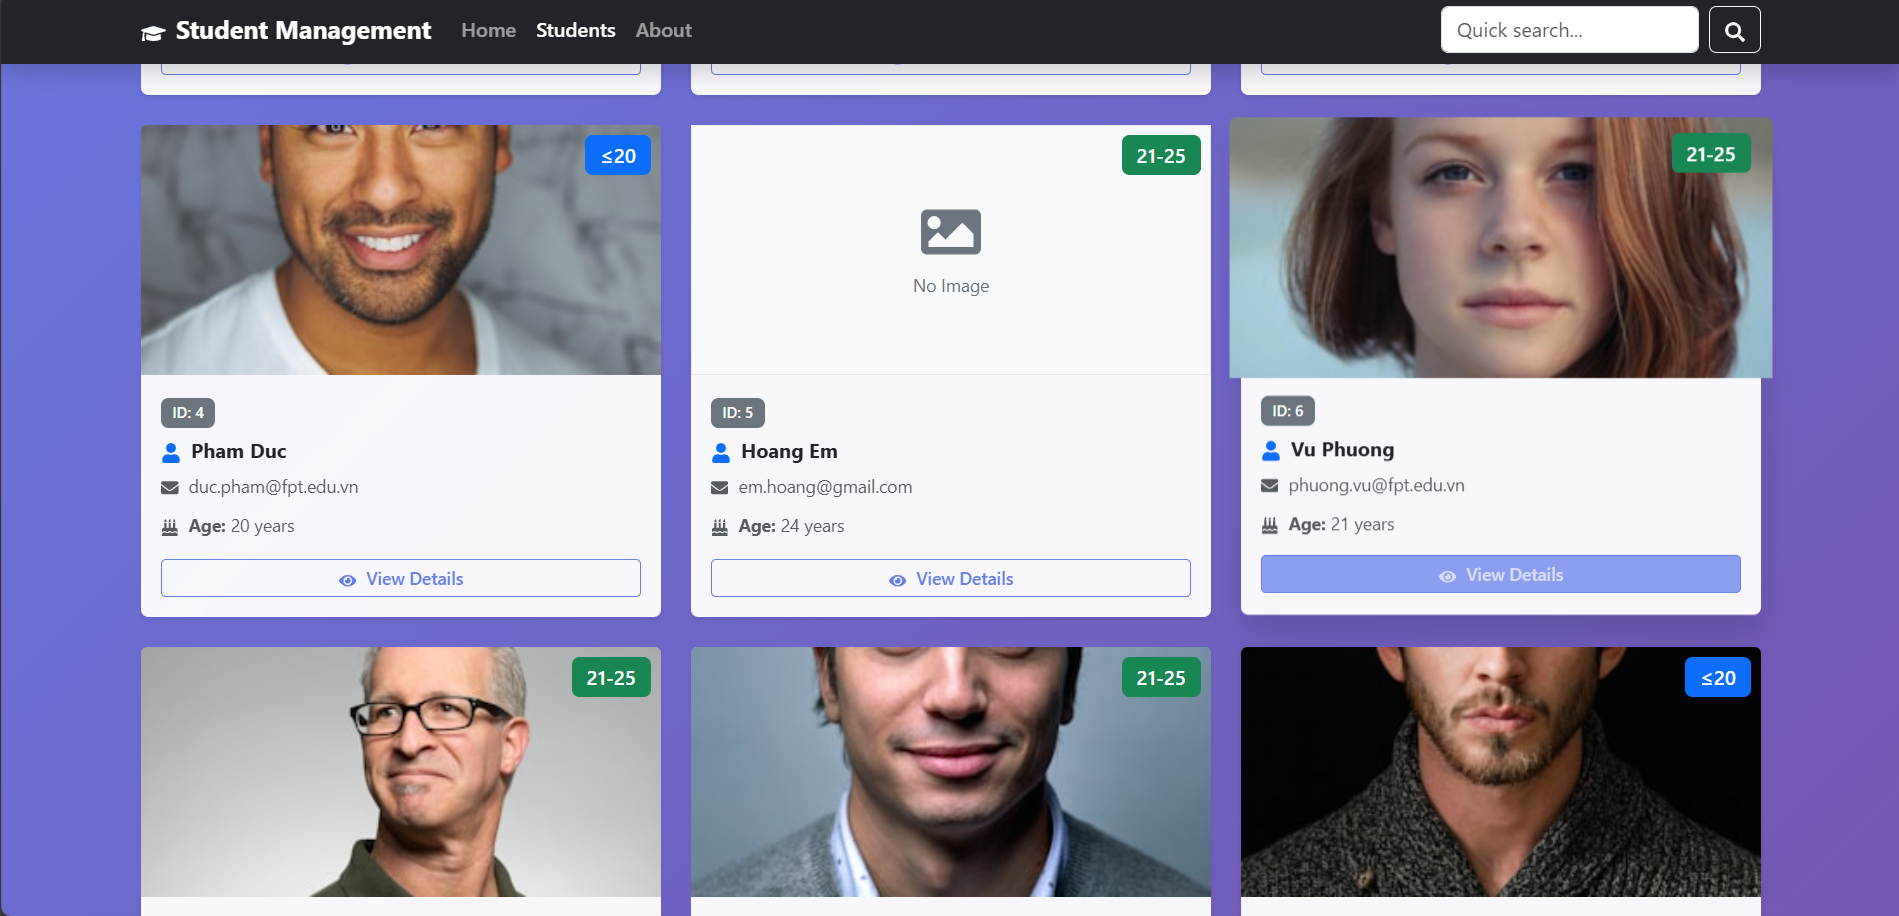 Student Management Home Students About Quick search...
≤20
21-25
21-25
No Image
ID: 4
Pham Duc
duc.pham@fpt.edu.vn
Age: 20 years
View Details
ID: 5
Hoang Em
em.hoang@gmail.com
Age: 24 years
View Details
ID: 6
Vu Phuong
phuong.vu@fpt.edu.vn
Age: 21 years
View Details
21-25
21-25
≤20